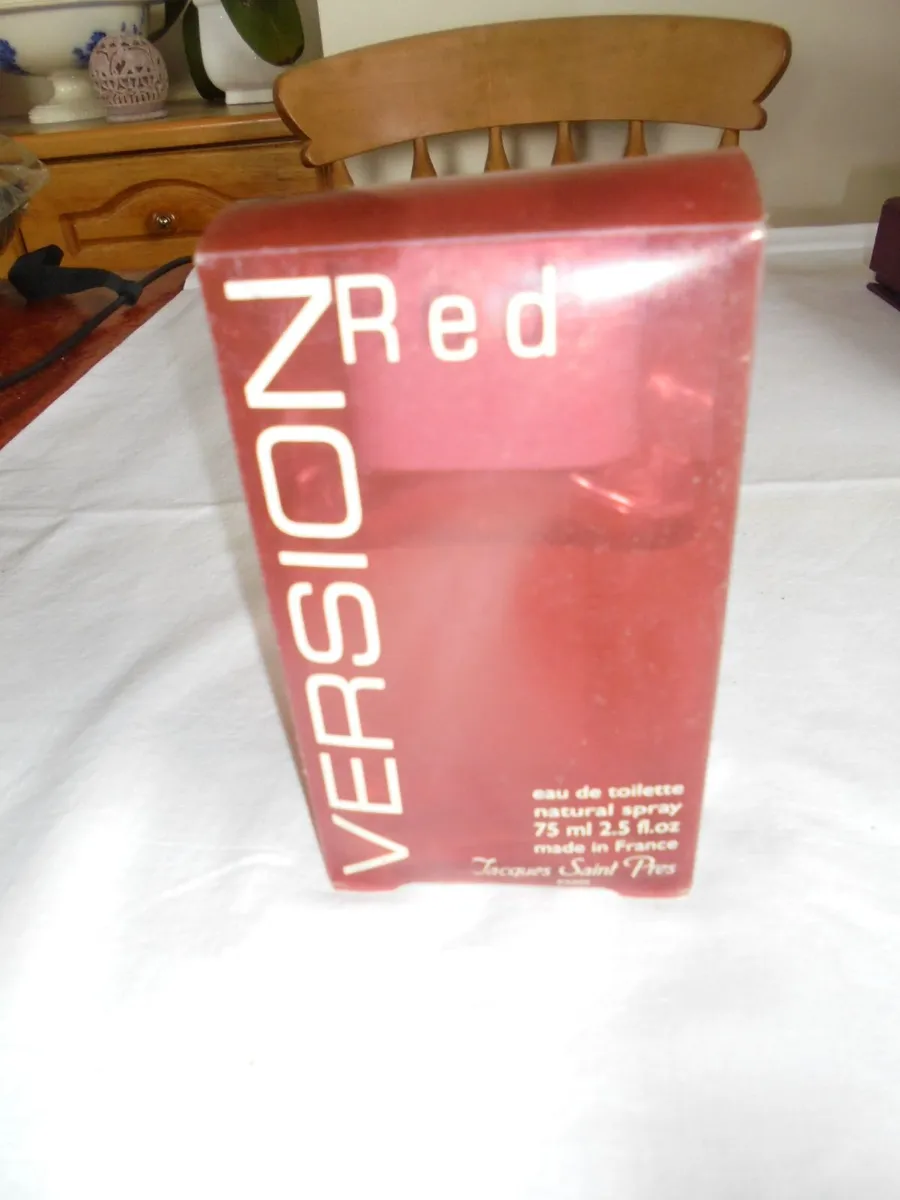 VERSION
Red
eau de toilette
natural spray
75 ml 2.5 fl.oz
made in France
Jacques Saint Pres